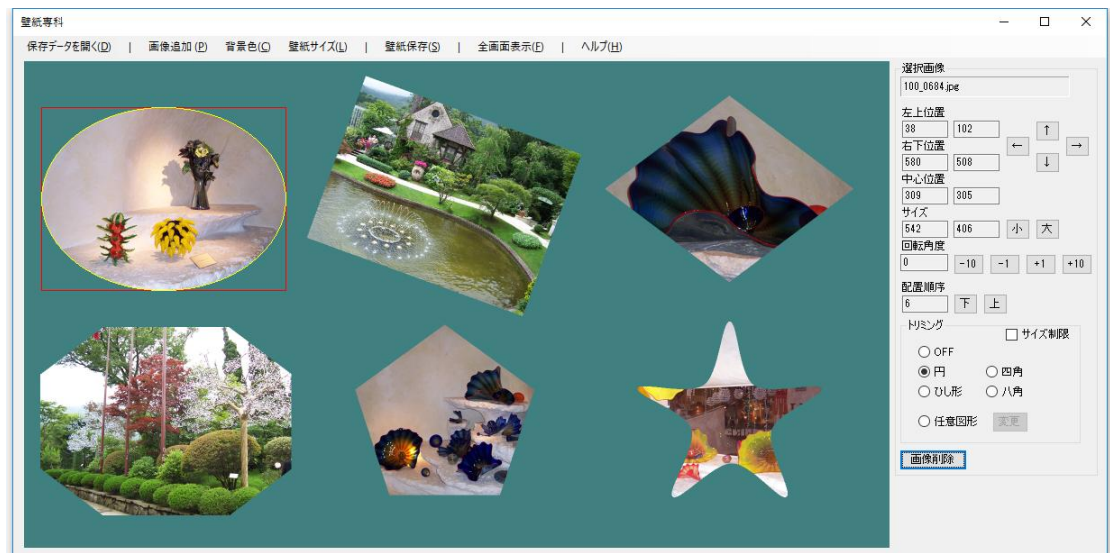 壁紙専科
保存データを開く(D) | 画像追加(P) 背景色(C) 壁紙サイズ(L) | 壁紙保存(S) | 全画面表示(F) | ヘルプ(H)
選択画像
100_0684.jpg
左上位置
38 102 ↑
右下位置 ← →
580 508 ↓
中心位置
309 305
サイズ
542 406 小 大
回転角度
0 -10 -1 +1 +10
配置順序
6 下 上
トリミング
サイズ制限
OFF
円 四角
ひし形 八角
任意図形 変更
画像削除